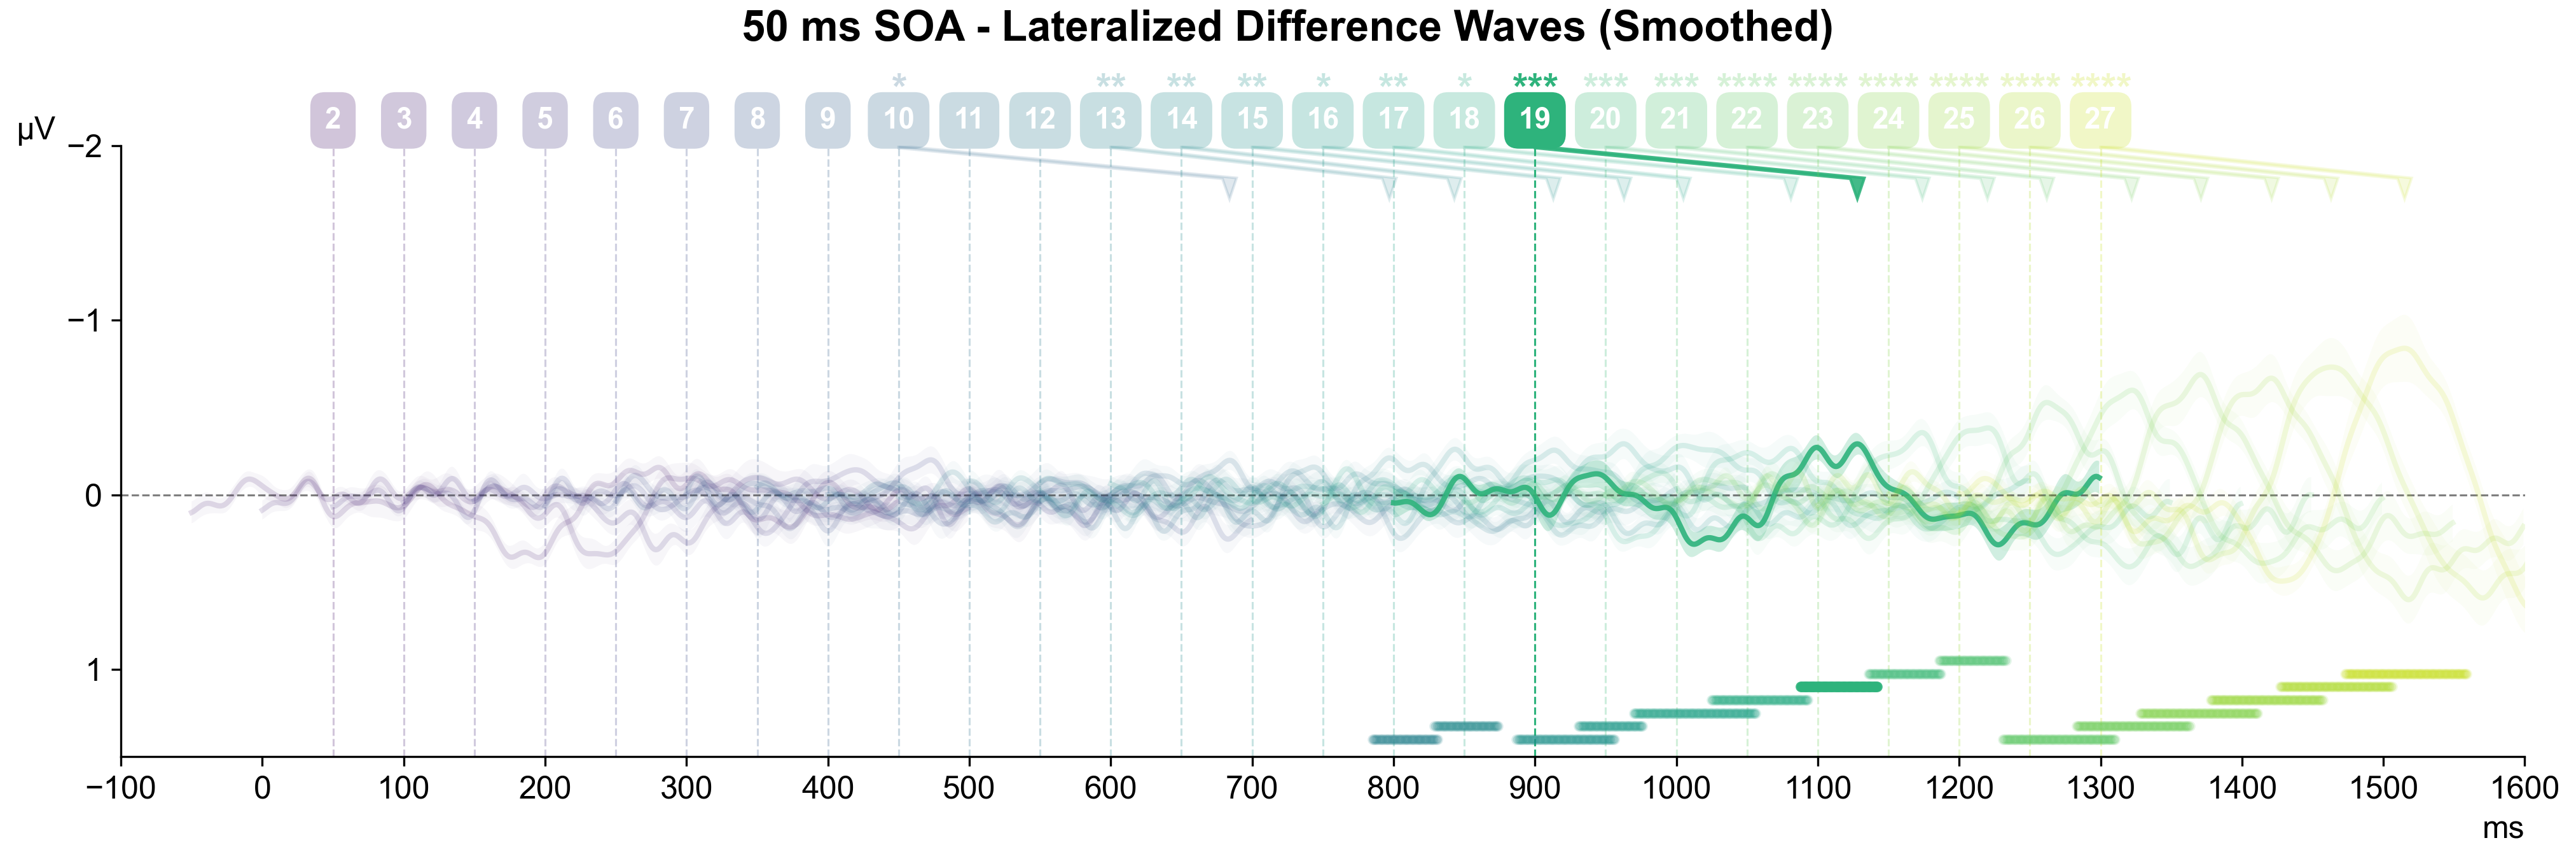 50 ms SOA - Lateralized Difference Waves (Smoothed)
* ** ** ** * ** * *** *** *** **** **** **** **** **** ****
2 3 4 5 6 7 8 9 10 11 12 13 14 15 16 17 18 19 20 21 22 23 24 25 26 27
µV
−2
−1
0
1
−100 0 100 200 300 400 500 600 700 800 900 1000 1100 1200 1300 1400 1500 1600
ms